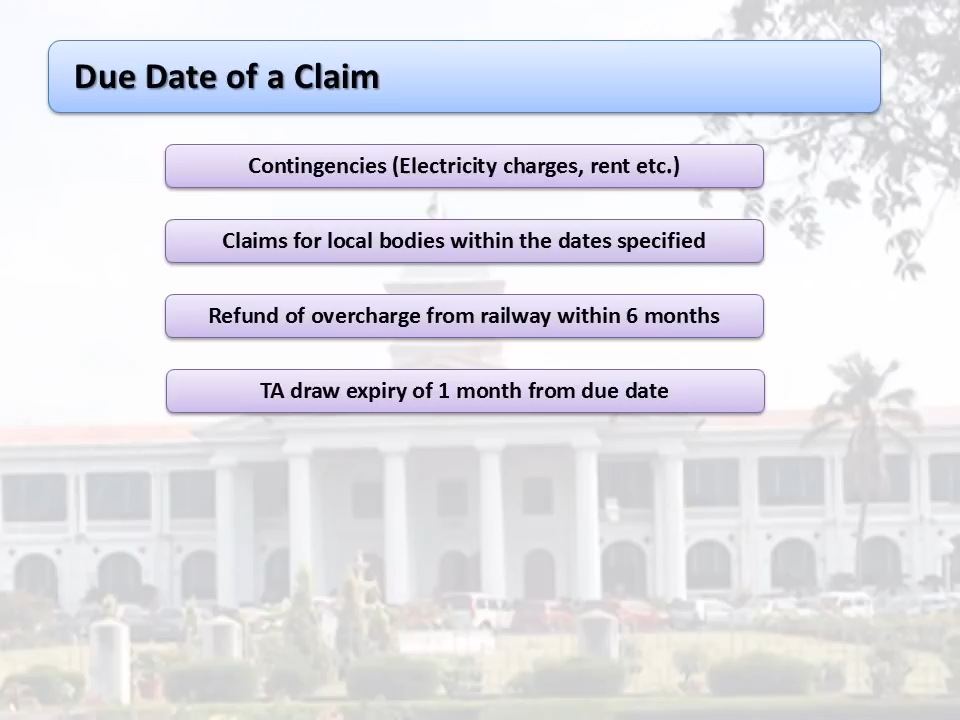 Due Date of a Claim
Contingencies (Electricity charges, rent etc.)
Claims for local bodies within the dates specified
Refund of overcharge from railway within 6 months
TA draw expiry of 1 month from due date